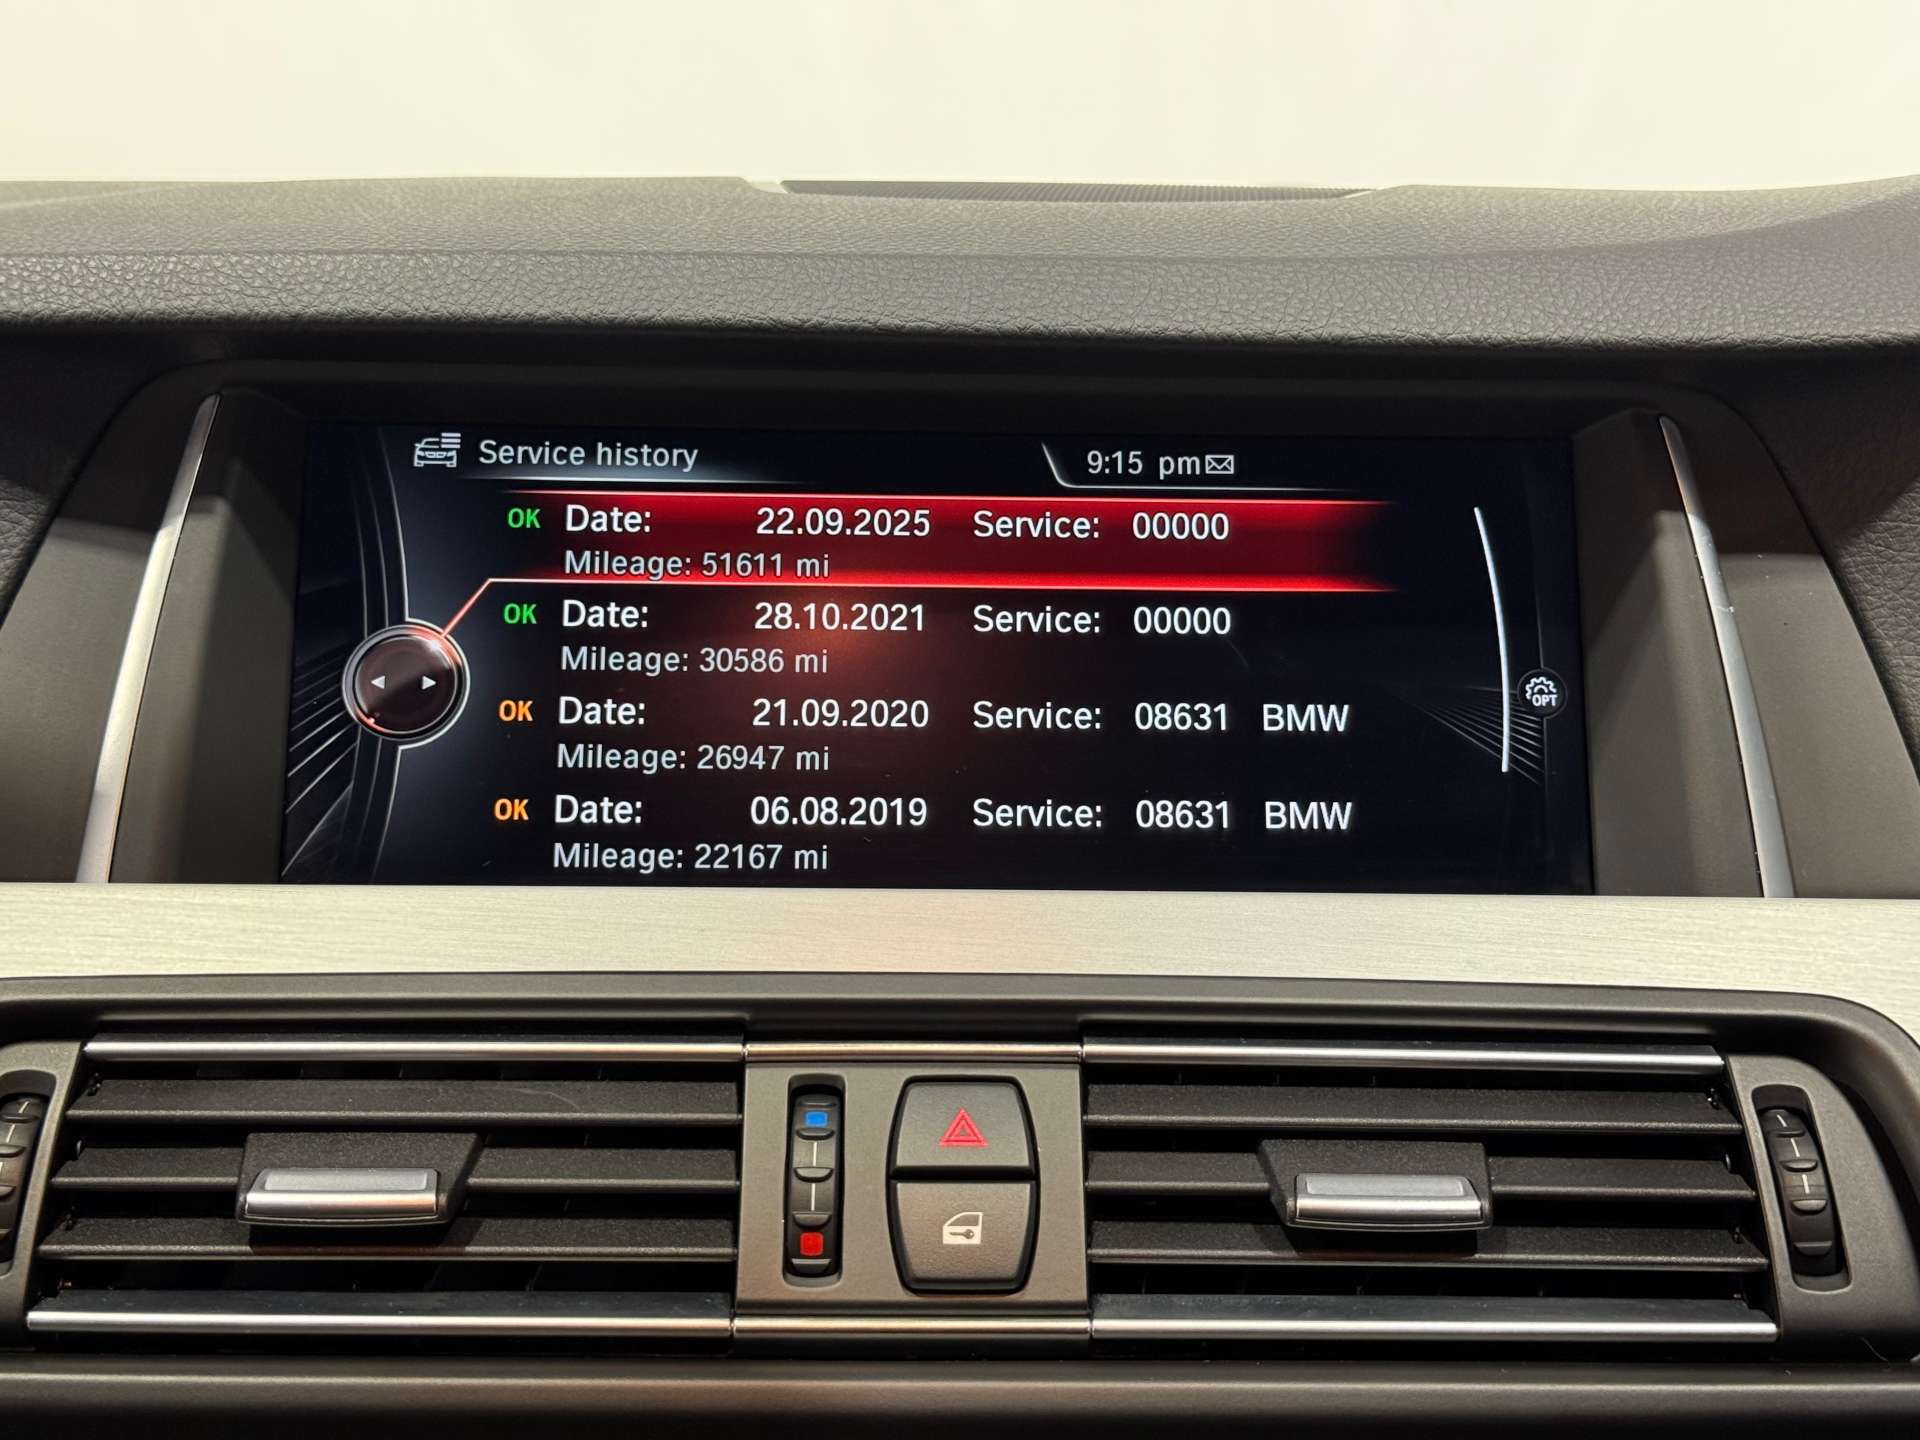 Service history
9:15 pm
OK Date: 22.09.2025 Service: 00000
Mileage: 51611 mi
OK Date: 28.10.2021 Service: 00000
Mileage: 30586 mi
OK Date: 21.09.2020 Service: 08631 BMW
Mileage: 26947 mi
OK Date: 06.08.2019 Service: 08631 BMW
Mileage: 22167 mi
OPT